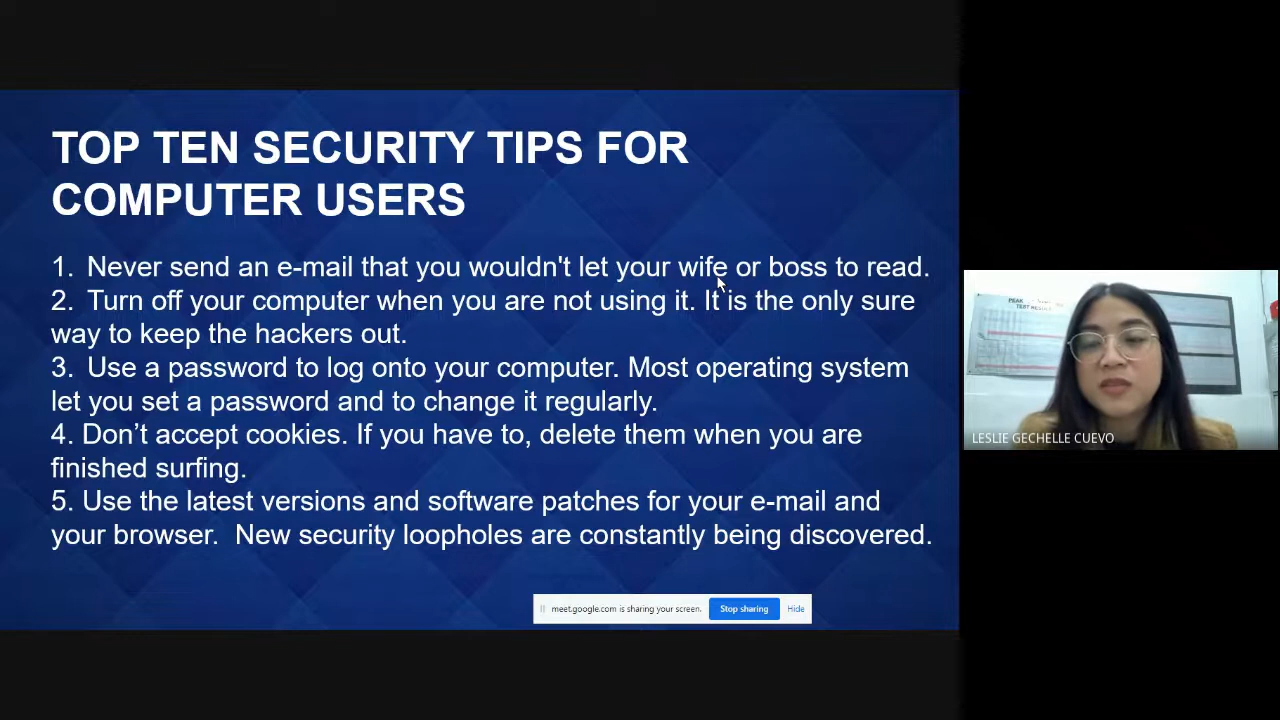 TOP TEN SECURITY TIPS FOR
COMPUTER USERS
1. Never send an e-mail that you wouldn't let your wife or boss to read.
2. Turn off your computer when you are not using it. It is the only sure
way to keep the hackers out.
3. Use a password to log onto your computer. Most operating system
let you set a password and to change it regularly.
4. Don’t accept cookies. If you have to, delete them when you are
finished surfing.
5. Use the latest versions and software patches for your e-mail and
your browser. New security loopholes are constantly being discovered.
meet.google.com is sharing your screen. Stop sharing Hide
PEAK
TEST RESULT
LESLIE GECHELLE CUEVO